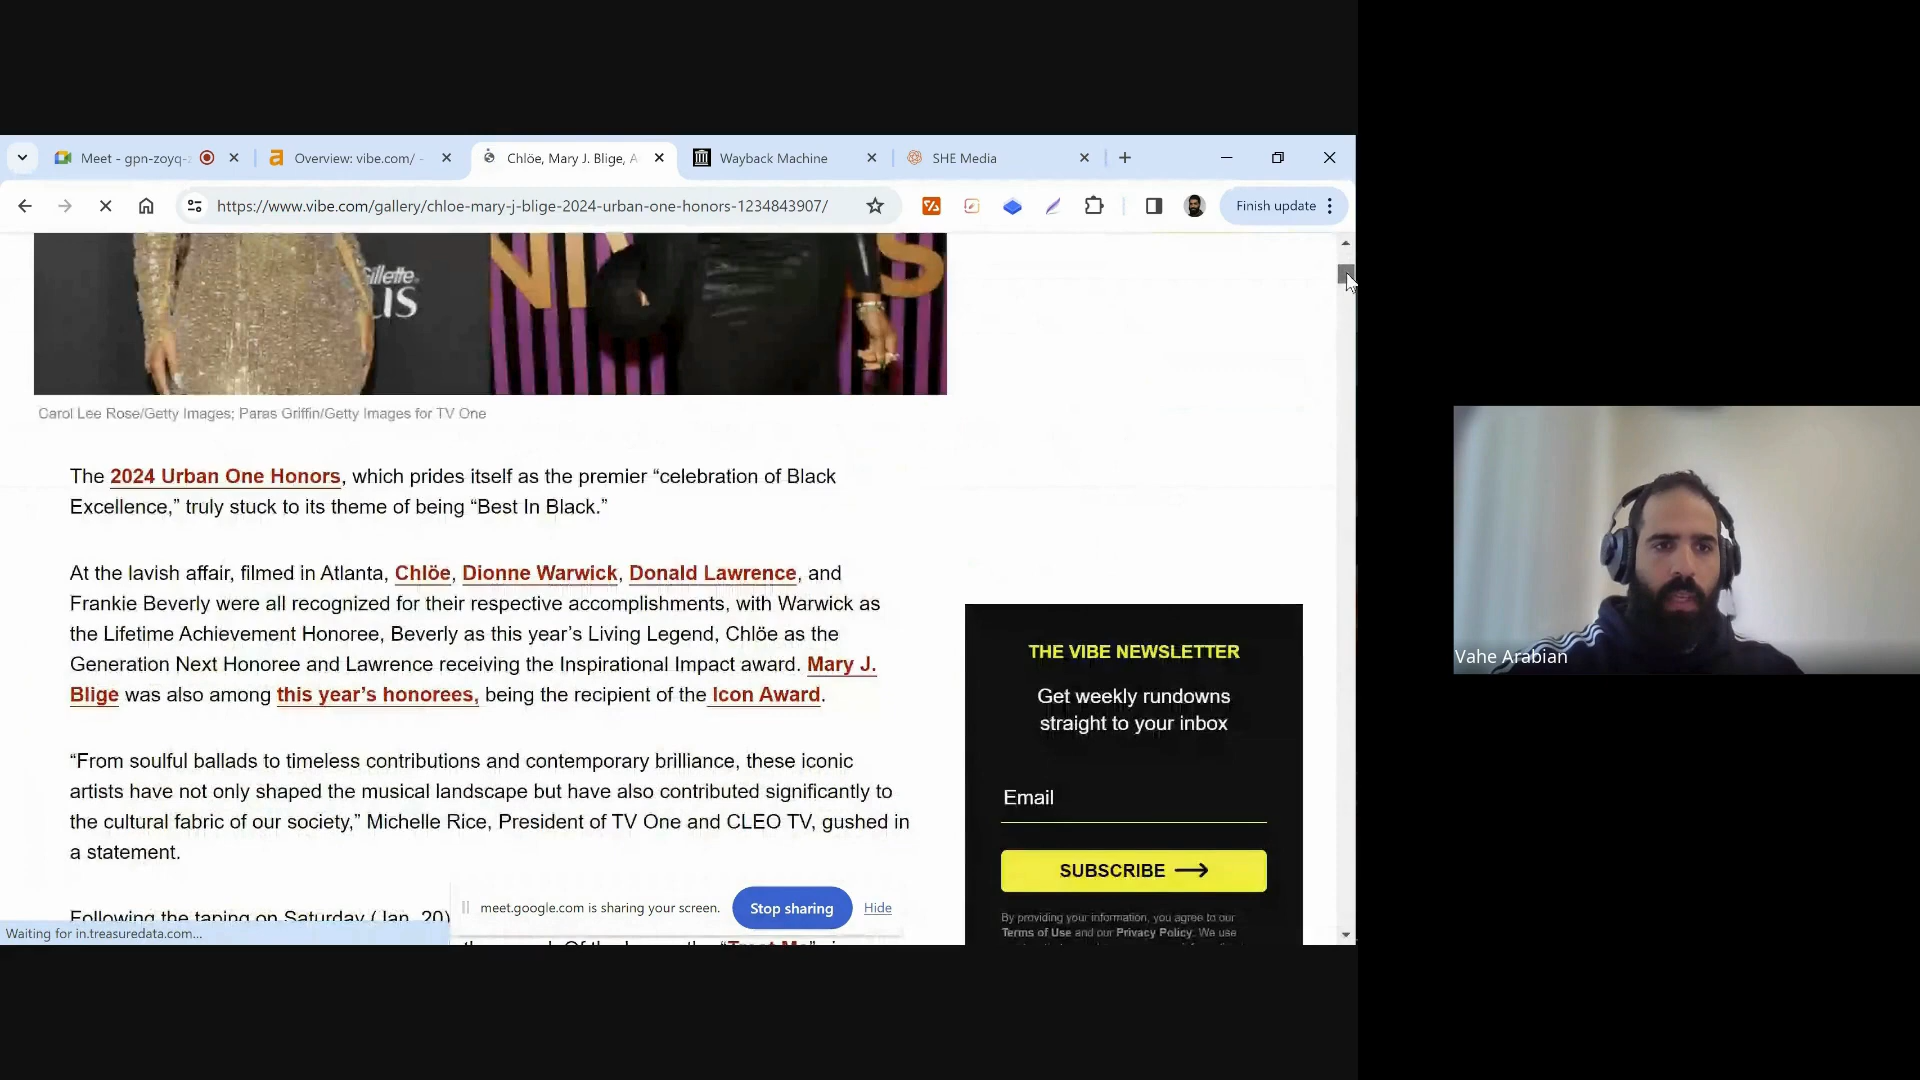 Meet - gpn-zoyq-
Overview: vibe.com/ -
Chlöe, Mary J. Blige, A
Wayback Machine
SHE Media
https://www.vibe.com/gallery/chloe-mary-j-blige-2024-urban-one-honors-1234843907/
Finish update
Gillette
US
Carol Lee Rose/Getty Images; Paras Griffin/Getty Images for TV One
The 2024 Urban One Honors, which prides itself as the premier “celebration of Black
Excellence,” truly stuck to its theme of being “Best In Black.”
At the lavish affair, filmed in Atlanta, Chlöe, Dionne Warwick, Donald Lawrence, and
Frankie Beverly were all recognized for their respective accomplishments, with Warwick as
the Lifetime Achievement Honoree, Beverly as this year’s Living Legend, Chlöe as the
Generation Next Honoree and Lawrence receiving the Inspirational Impact award. Mary J.
Blige was also among this year’s honorees, being the recipient of the Icon Award.
“From soulful ballads to timeless contributions and contemporary brilliance, these iconic
artists have not only shaped the musical landscape but have also contributed significantly to
the cultural fabric of our society,” Michelle Rice, President of TV One and CLEO TV, gushed in
a statement.
Following the taping on Saturday (Jan. 20)
THE VIBE NEWSLETTER
Get weekly rundowns
straight to your inbox
Email
SUBSCRIBE
By providing your information, you agree to our
Terms of Use and our Privacy Policy. We use
meet.google.com is sharing your screen.
Stop sharing
Hide
Waiting for in.treasuredata.com...
Vahe Arabian